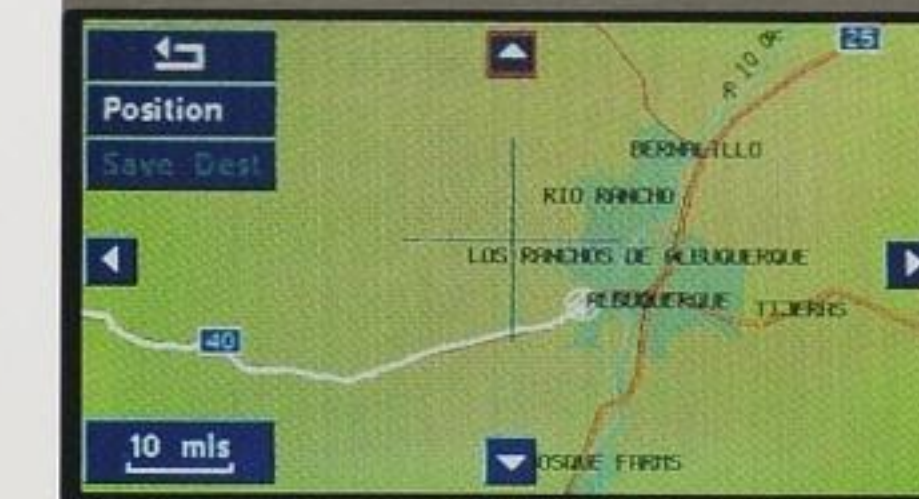 25
R10 GR
Position
Save Dest
BERNALILLO
RIO RANCHO
LOS RANCHOS DE ALBUQUERQUE
ALBUQUERQUE
TIJERAS
40
10 mls
OSQUE FARMS